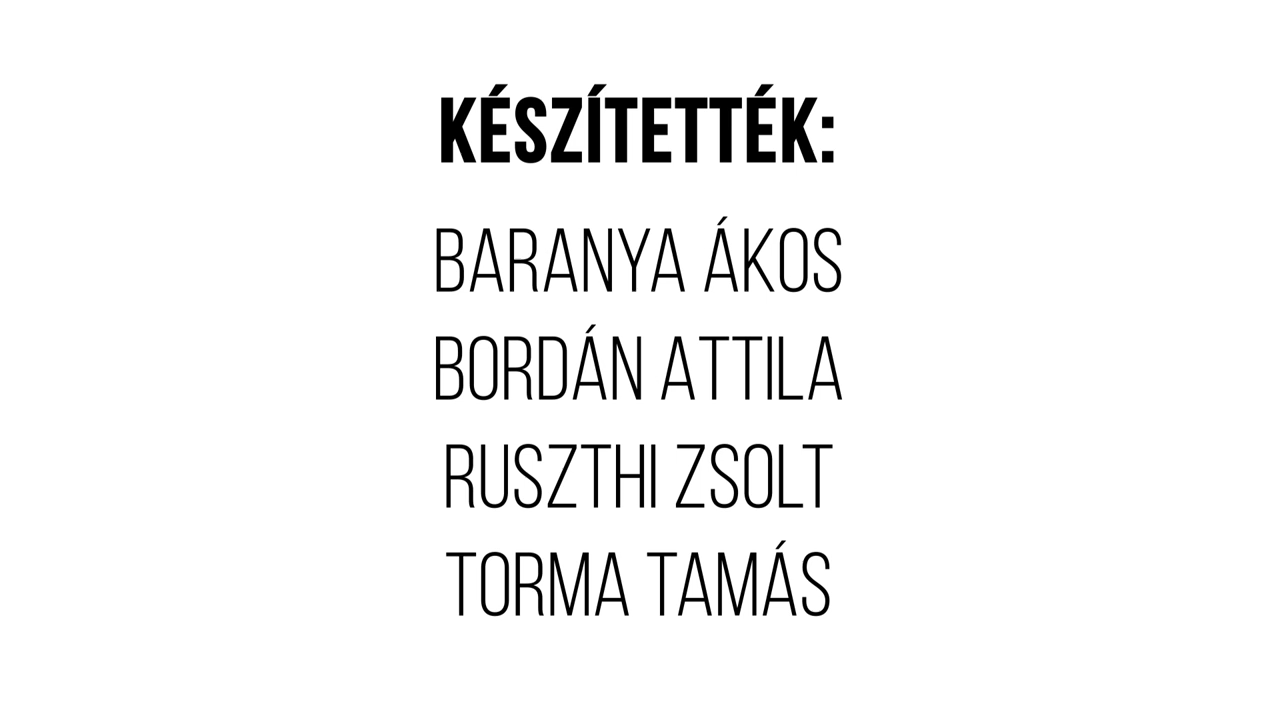 KÉSZÍTETTÉK:
BARANYA ÁKOS
BORDÁN ATTILA
RUSZTHI ZSOLT
TORMA TAMÁS